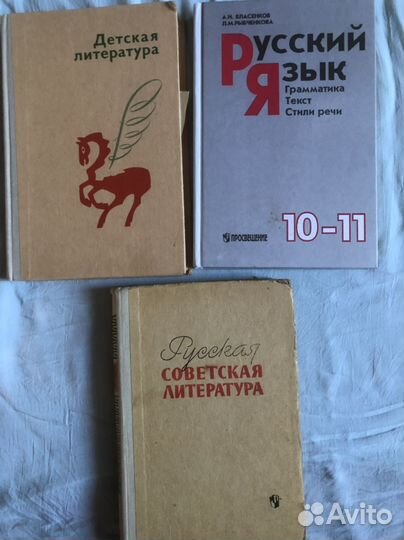 Детская
литература
А.И. ВЛАСЕНКОВ
Л.М. РЫБЧЕНКОВА
Русский
Язык
Грамматика
Текст
Стили речи
ПРОСВЕЩЕНИЕ
10-11
Русская
СОВЕТСКАЯ
ЛИТЕРАТУРА
Avito